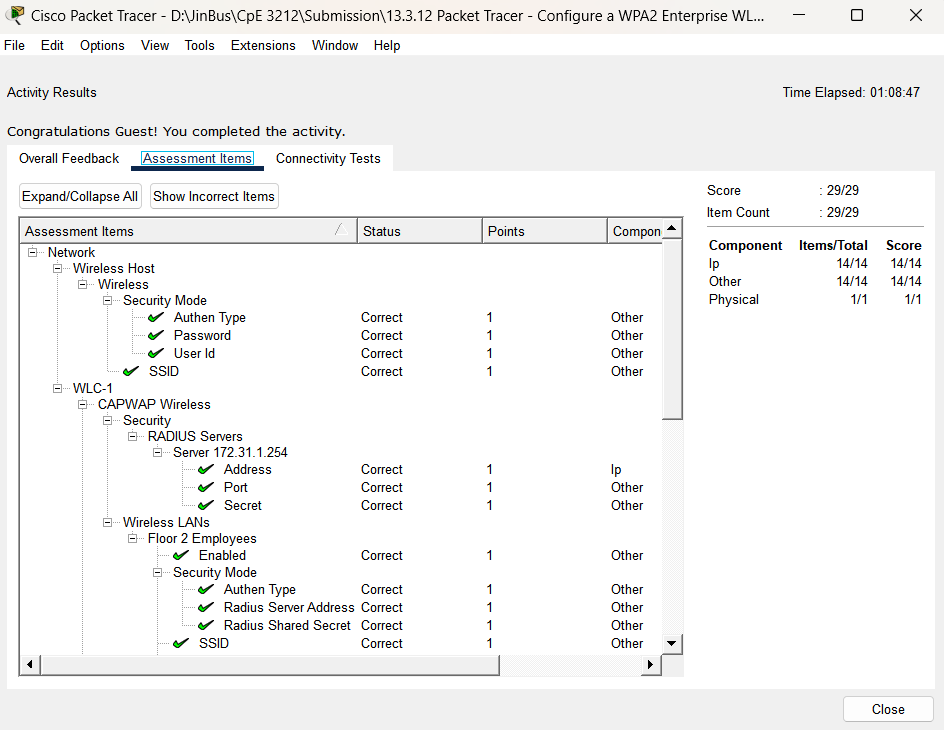 Cisco Packet Tracer - D:\JinBus\CpE 3212\Submission\13.3.12 Packet Tracer - Configure a WPA2 Enterprise WL...
File Edit Options View Tools Extensions Window Help
Activity Results
Time Elapsed: 01:08:47
Congratulations Guest! You completed the activity.
Overall Feedback Assessment Items Connectivity Tests
Expand/Collapse All Show Incorrect Items
Assessment Items Status Points Compon
Network
Wireless Host
Wireless
Security Mode
Authen Type Correct 1 Other
Password Correct 1 Other
User Id Correct 1 Other
SSID Correct 1 Other
WLC-1
CAPWAP Wireless
Security
RADIUS Servers
Server 172.31.1.254
Address Correct 1 Ip
Port Correct 1 Other
Secret Correct 1 Other
Wireless LANs
Floor 2 Employees
Enabled Correct 1 Other
Security Mode
Authen Type Correct 1 Other
Radius Server Address Correct 1 Other
Radius Shared Secret Correct 1 Other
SSID Correct 1 Other
Score : 29/29
Item Count : 29/29
Component Items/Total Score
Ip 14/14 14/14
Other 14/14 14/14
Physical 1/1 1/1
Close